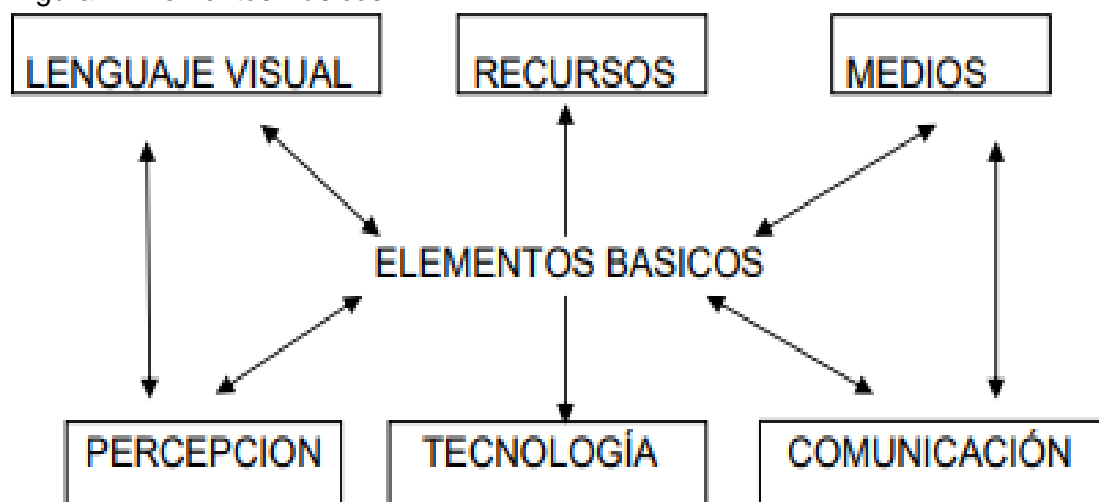 LENGUAJE VISUAL RECURSOS MEDIOS
ELEMENTOS BASICOS
PERCEPCION TECNOLOGÍA COMUNICACIÓN